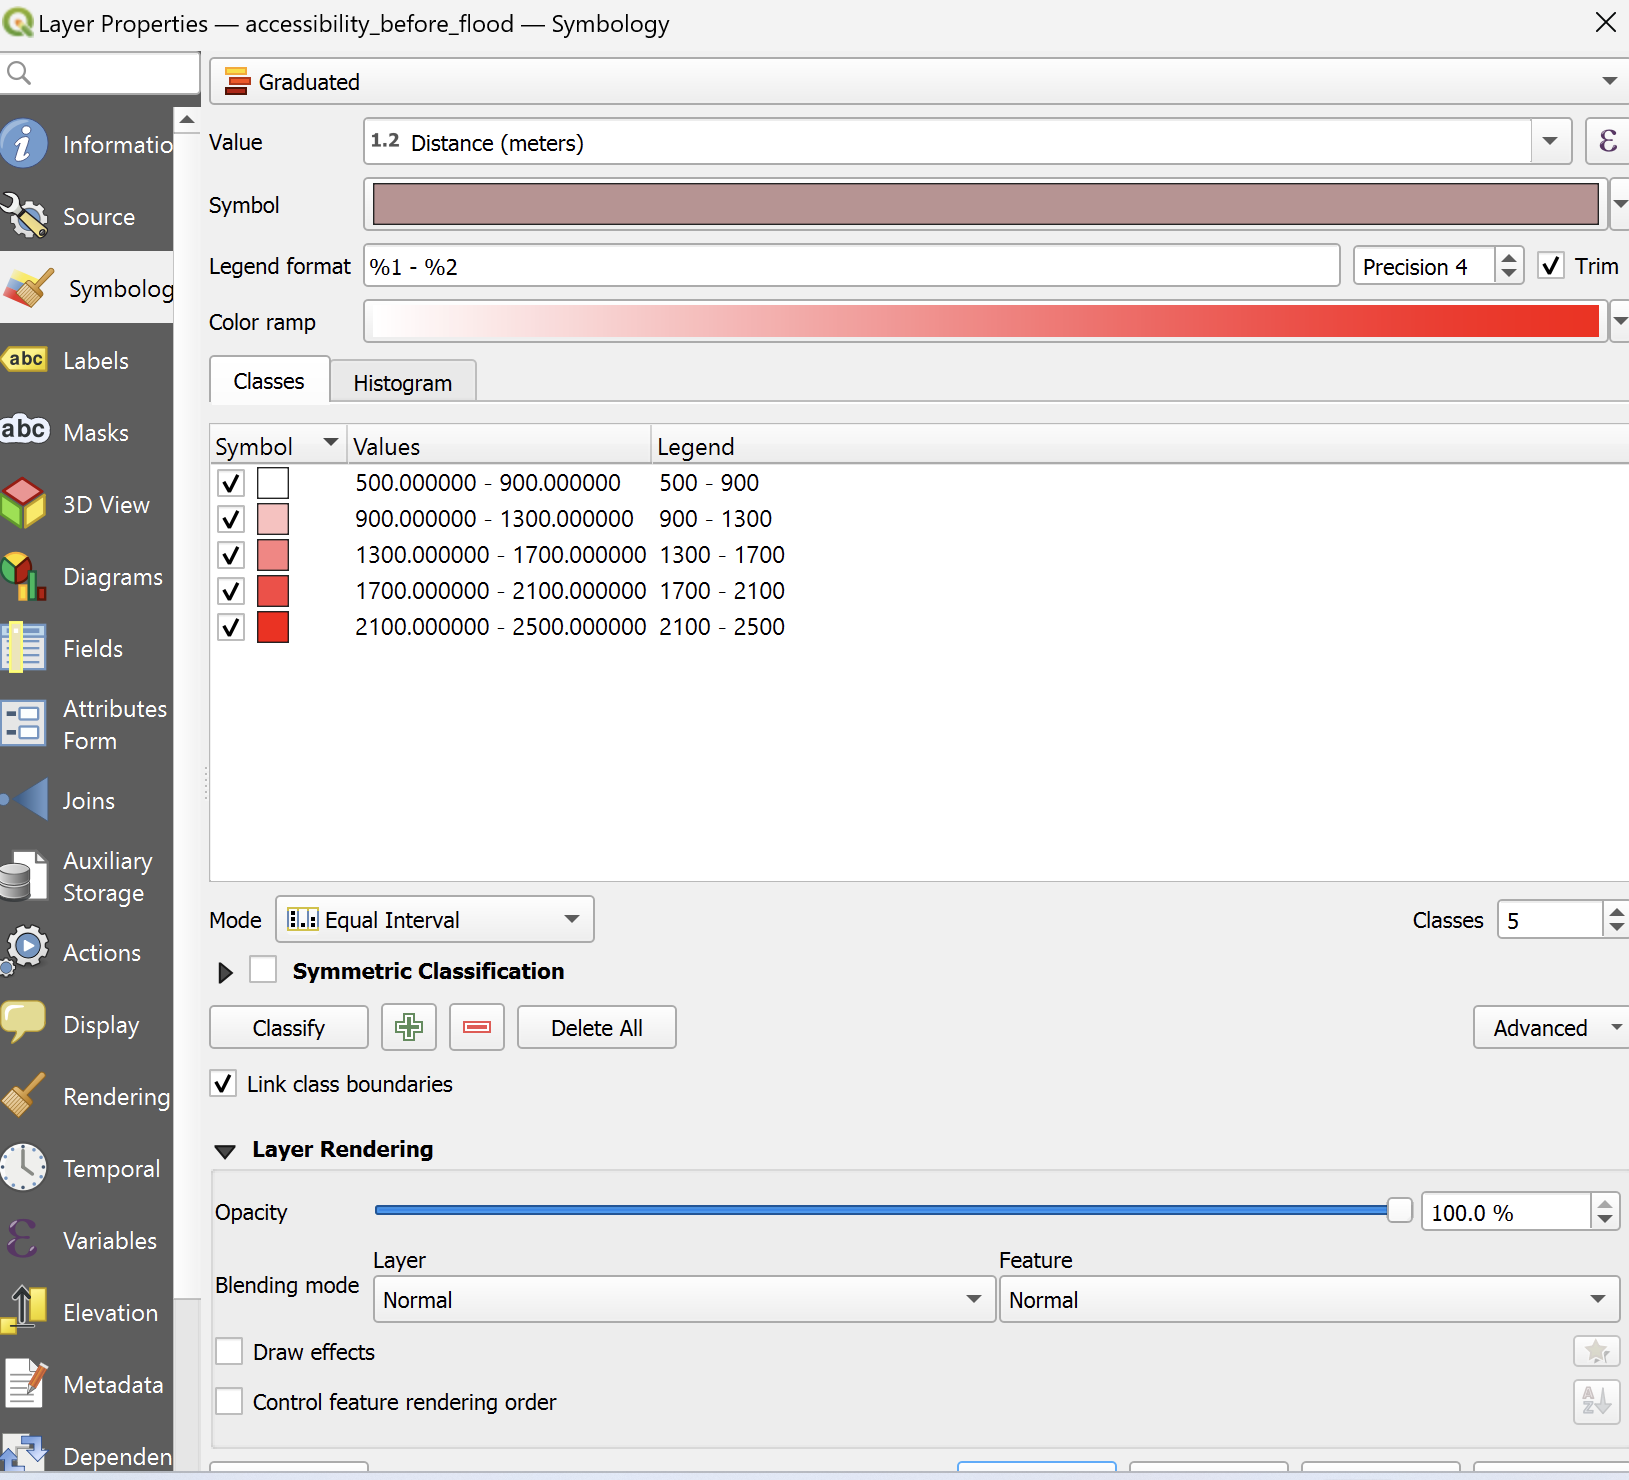 Layer Properties — accessibility_before_flood — Symbology
Graduated
Informatio
Value
1.2 Distance (meters)
ε
Source
Symbol
Symbolog
Legend format
%1 - %2
Precision 4
Trim
Color ramp
Labels
Classes
Histogram
Masks
abc
abc
Symbol Values Legend
500.000000 - 900.000000 500 - 900
3D View
900.000000 - 1300.000000 900 - 1300
1300.000000 - 1700.000000 1300 - 1700
Diagrams
1700.000000 - 2100.000000 1700 - 2100
2100.000000 - 2500.000000 2100 - 2500
Fields
Attributes
Form
Joins
Auxiliary
Storage
Mode
Equal Interval
Classes 5
Actions
Symmetric Classification
Display
Classify
Delete All
Advanced
Link class boundaries
Rendering
Layer Rendering
Temporal
Opacity
100.0 %
Variables
Layer
Feature
Blending mode
Normal
Normal
Elevation
Draw effects
Metadata
Control feature rendering order
A
Z
Dependen